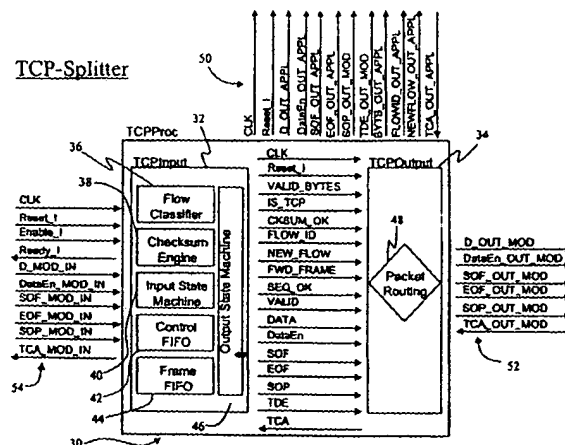 TCP-Splitter
50
CLK
Reset_l
D_OUT_APPL
DataEn_OUT_APPL
SOF_OUT_APPL
EOF_OUT_APPL
SOP_OUT_MOD
TDE_OUT_MOD
BYTES_OUT_APPL
FLOWID_OUT_APPL
NEWFLOW_OUT_APPL
TCA_OUT_APPL
TCPProc
32
34
36
38
TCPInput
Flow
Classifier
Checksum
Engine
Input State
Machine
Control
FIFO
Frame
FIFO
Output State Machine
40
42
44
46
30
CLK
Reset_l
Enable_l
Ready_l
D_MOD_IN
DataEn_MOD_IN
SOF_MOD_IN
EOF_MOD_IN
SOP_MOD_IN
TCA_MOD_IN
54
CLK
Reset_l
VALID_BYTES
IS_TCP
CKSUM_OK
FLOW_ID
NEW_FLOW
FWD_FRAME
SEQ_OK
VALID
DATA
DataEn
SOF
EOF
SOP
TDE
TCA
TCPOutput
48
Packet
Routing
D_OUT_MOD
DataEn_OUT_MOD
SOF_OUT_MOD
EOF_OUT_MOD
SOP_OUT_MOD
TCA_OUT_MOD
52